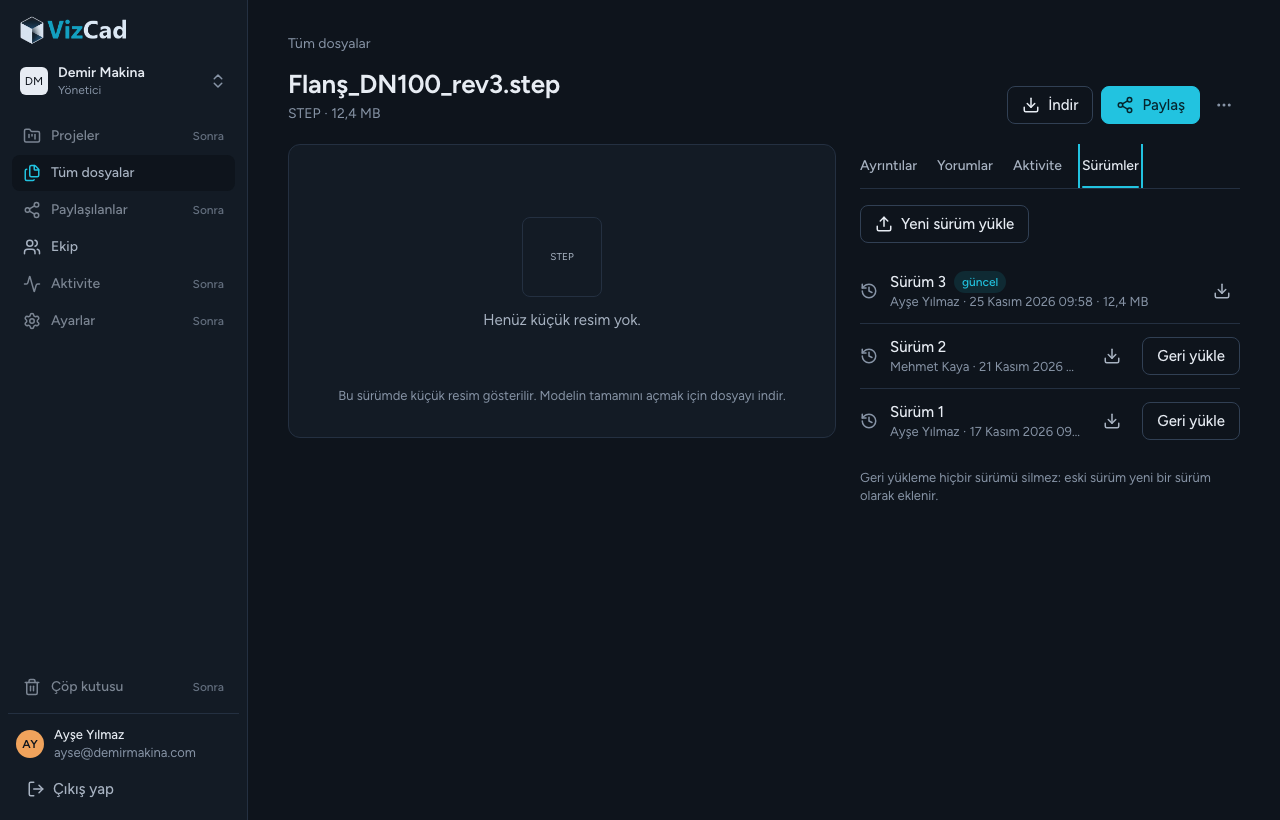 VizCad
DM
Demir Makina
Yönetici
Projeler Sonra
Tüm dosyalar
Paylaşılanlar Sonra
Ekip
Aktivite Sonra
Ayarlar Sonra
Çöp kutusu Sonra
AY
Ayşe Yılmaz
ayse@demirmakina.com
Çıkış yap
Tüm dosyalar
Flanş_DN100_rev3.step
STEP · 12,4 MB
İndir
Paylaş
STEP
Henüz küçük resim yok.
Bu sürümde küçük resim gösterilir. Modelin tamamını açmak için dosyayı indir.
Ayrıntılar Yorumlar Aktivite Sürümler
Yeni sürüm yükle
Sürüm 3 güncel
Ayşe Yılmaz · 25 Kasım 2026 09:58 · 12,4 MB
Sürüm 2
Mehmet Kaya · 21 Kasım 2026 ...
Geri yükle
Sürüm 1
Ayşe Yılmaz · 17 Kasım 2026 09...
Geri yükle
Geri yükleme hiçbir sürümü silmez: eski sürüm yeni bir sürüm
olarak eklenir.